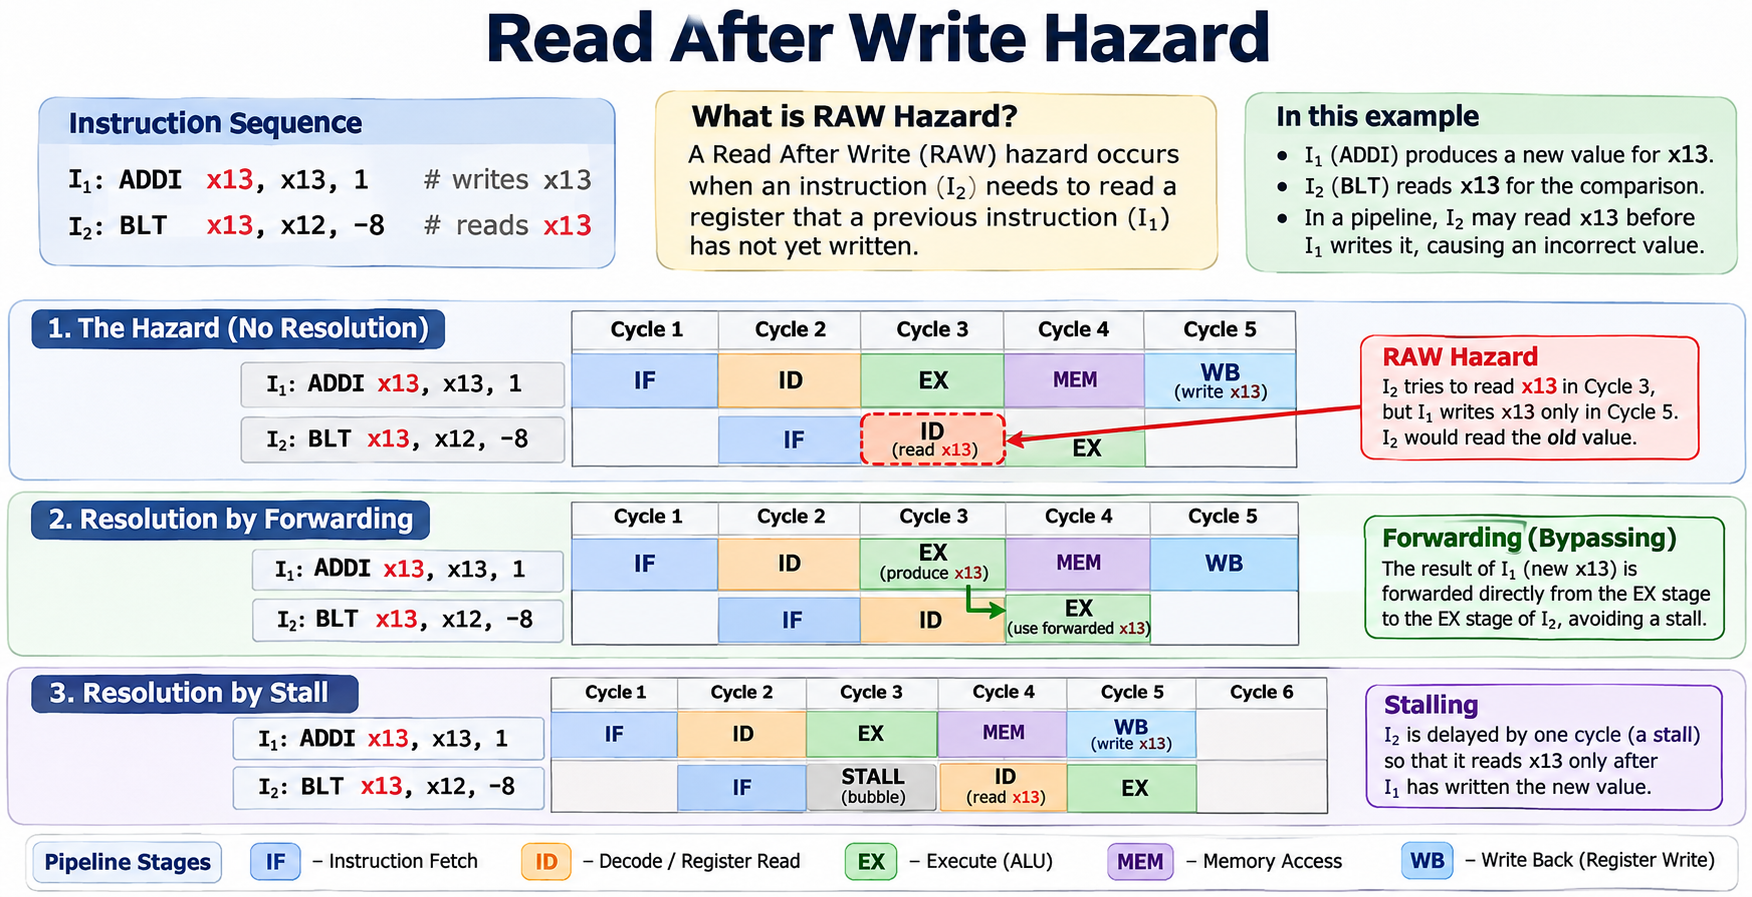 Read After Write Hazard
Instruction Sequence
I₁: ADDI x13, x13, 1 # writes x13
I₂: BLT x13, x12, -8 # reads x13
What is RAW Hazard?
A Read After Write (RAW) hazard occurs
when an instruction (I₂) needs to read a
register that a previous instruction (I₁)
has not yet written.
In this example
• I₁ (ADDI) produces a new value for x13.
• I₂ (BLT) reads x13 for the comparison.
• In a pipeline, I₂ may read x13 before
I₁ writes it, causing an incorrect value.
1. The Hazard (No Resolution)
Cycle 1 Cycle 2 Cycle 3 Cycle 4 Cycle 5
I₁: ADDI x13, x13, 1 IF ID EX MEM WB
(write x13)
I₂: BLT x13, x12, -8 IF ID EX
(read x13)
RAW Hazard
I₂ tries to read x13 in Cycle 3,
but I₁ writes x13 only in Cycle 5.
I₂ would read the old value.
2. Resolution by Forwarding
Cycle 1 Cycle 2 Cycle 3 Cycle 4 Cycle 5
I₁: ADDI x13, x13, 1 IF ID EX MEM WB
(produce x13)
I₂: BLT x13, x12, -8 IF ID EX
(use forwarded x13)
Forwarding (Bypassing)
The result of I₁ (new x13) is
forwarded directly from the EX stage
to the EX stage of I₂, avoiding a stall.
3. Resolution by Stall
Cycle 1 Cycle 2 Cycle 3 Cycle 4 Cycle 5 Cycle 6
I₁: ADDI x13, x13, 1 IF ID EX MEM WB
(write x13)
I₂: BLT x13, x12, -8 IF STALL ID EX
(bubble) (read x13)
Stalling
I₂ is delayed by one cycle (a stall)
so that it reads x13 only after
I₁ has written the new value.
Pipeline Stages IF – Instruction Fetch ID – Decode / Register Read EX – Execute (ALU) MEM – Memory Access WB – Write Back (Register Write)